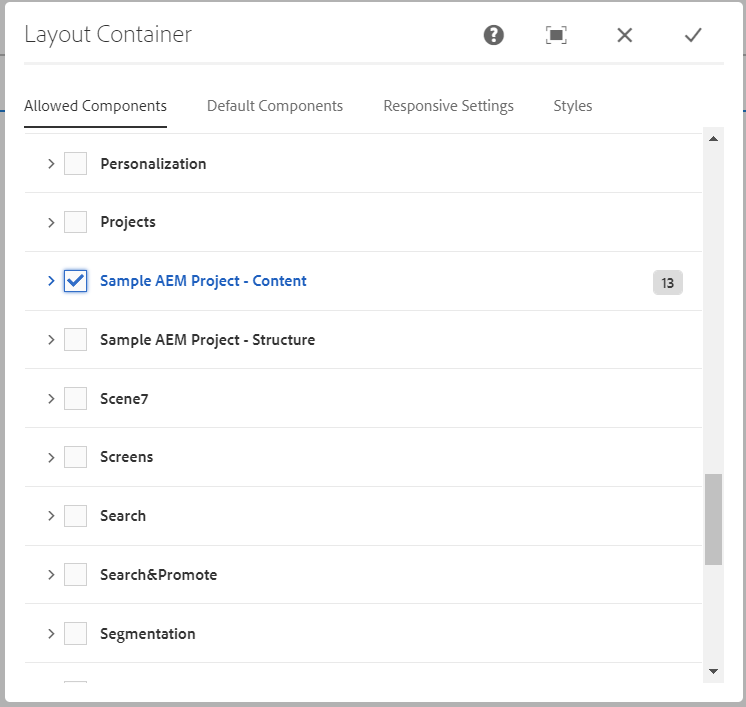 Layout Container
Allowed Components Default Components Responsive Settings Styles
Personalization
Projects
Sample AEM Project - Content 13
Sample AEM Project - Structure
Scene7
Screens
Search
Search&Promote
Segmentation